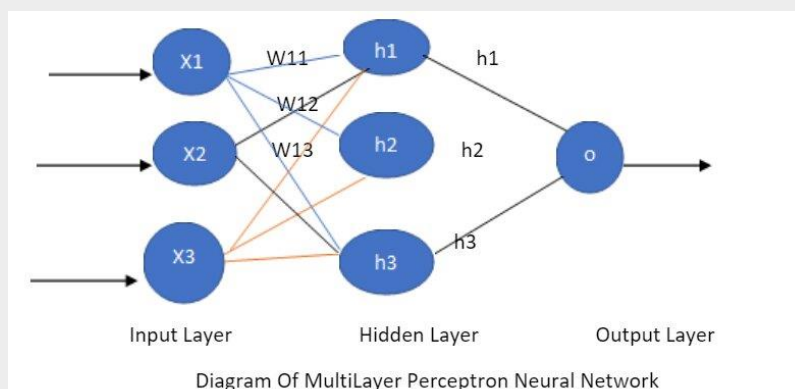 X1
W11
h1
h1
W12
X2
W13
h2
h2
o
X3
h3
h3
Input Layer
Hidden Layer
Output Layer
Diagram Of MultiLayer Perceptron Neural Network